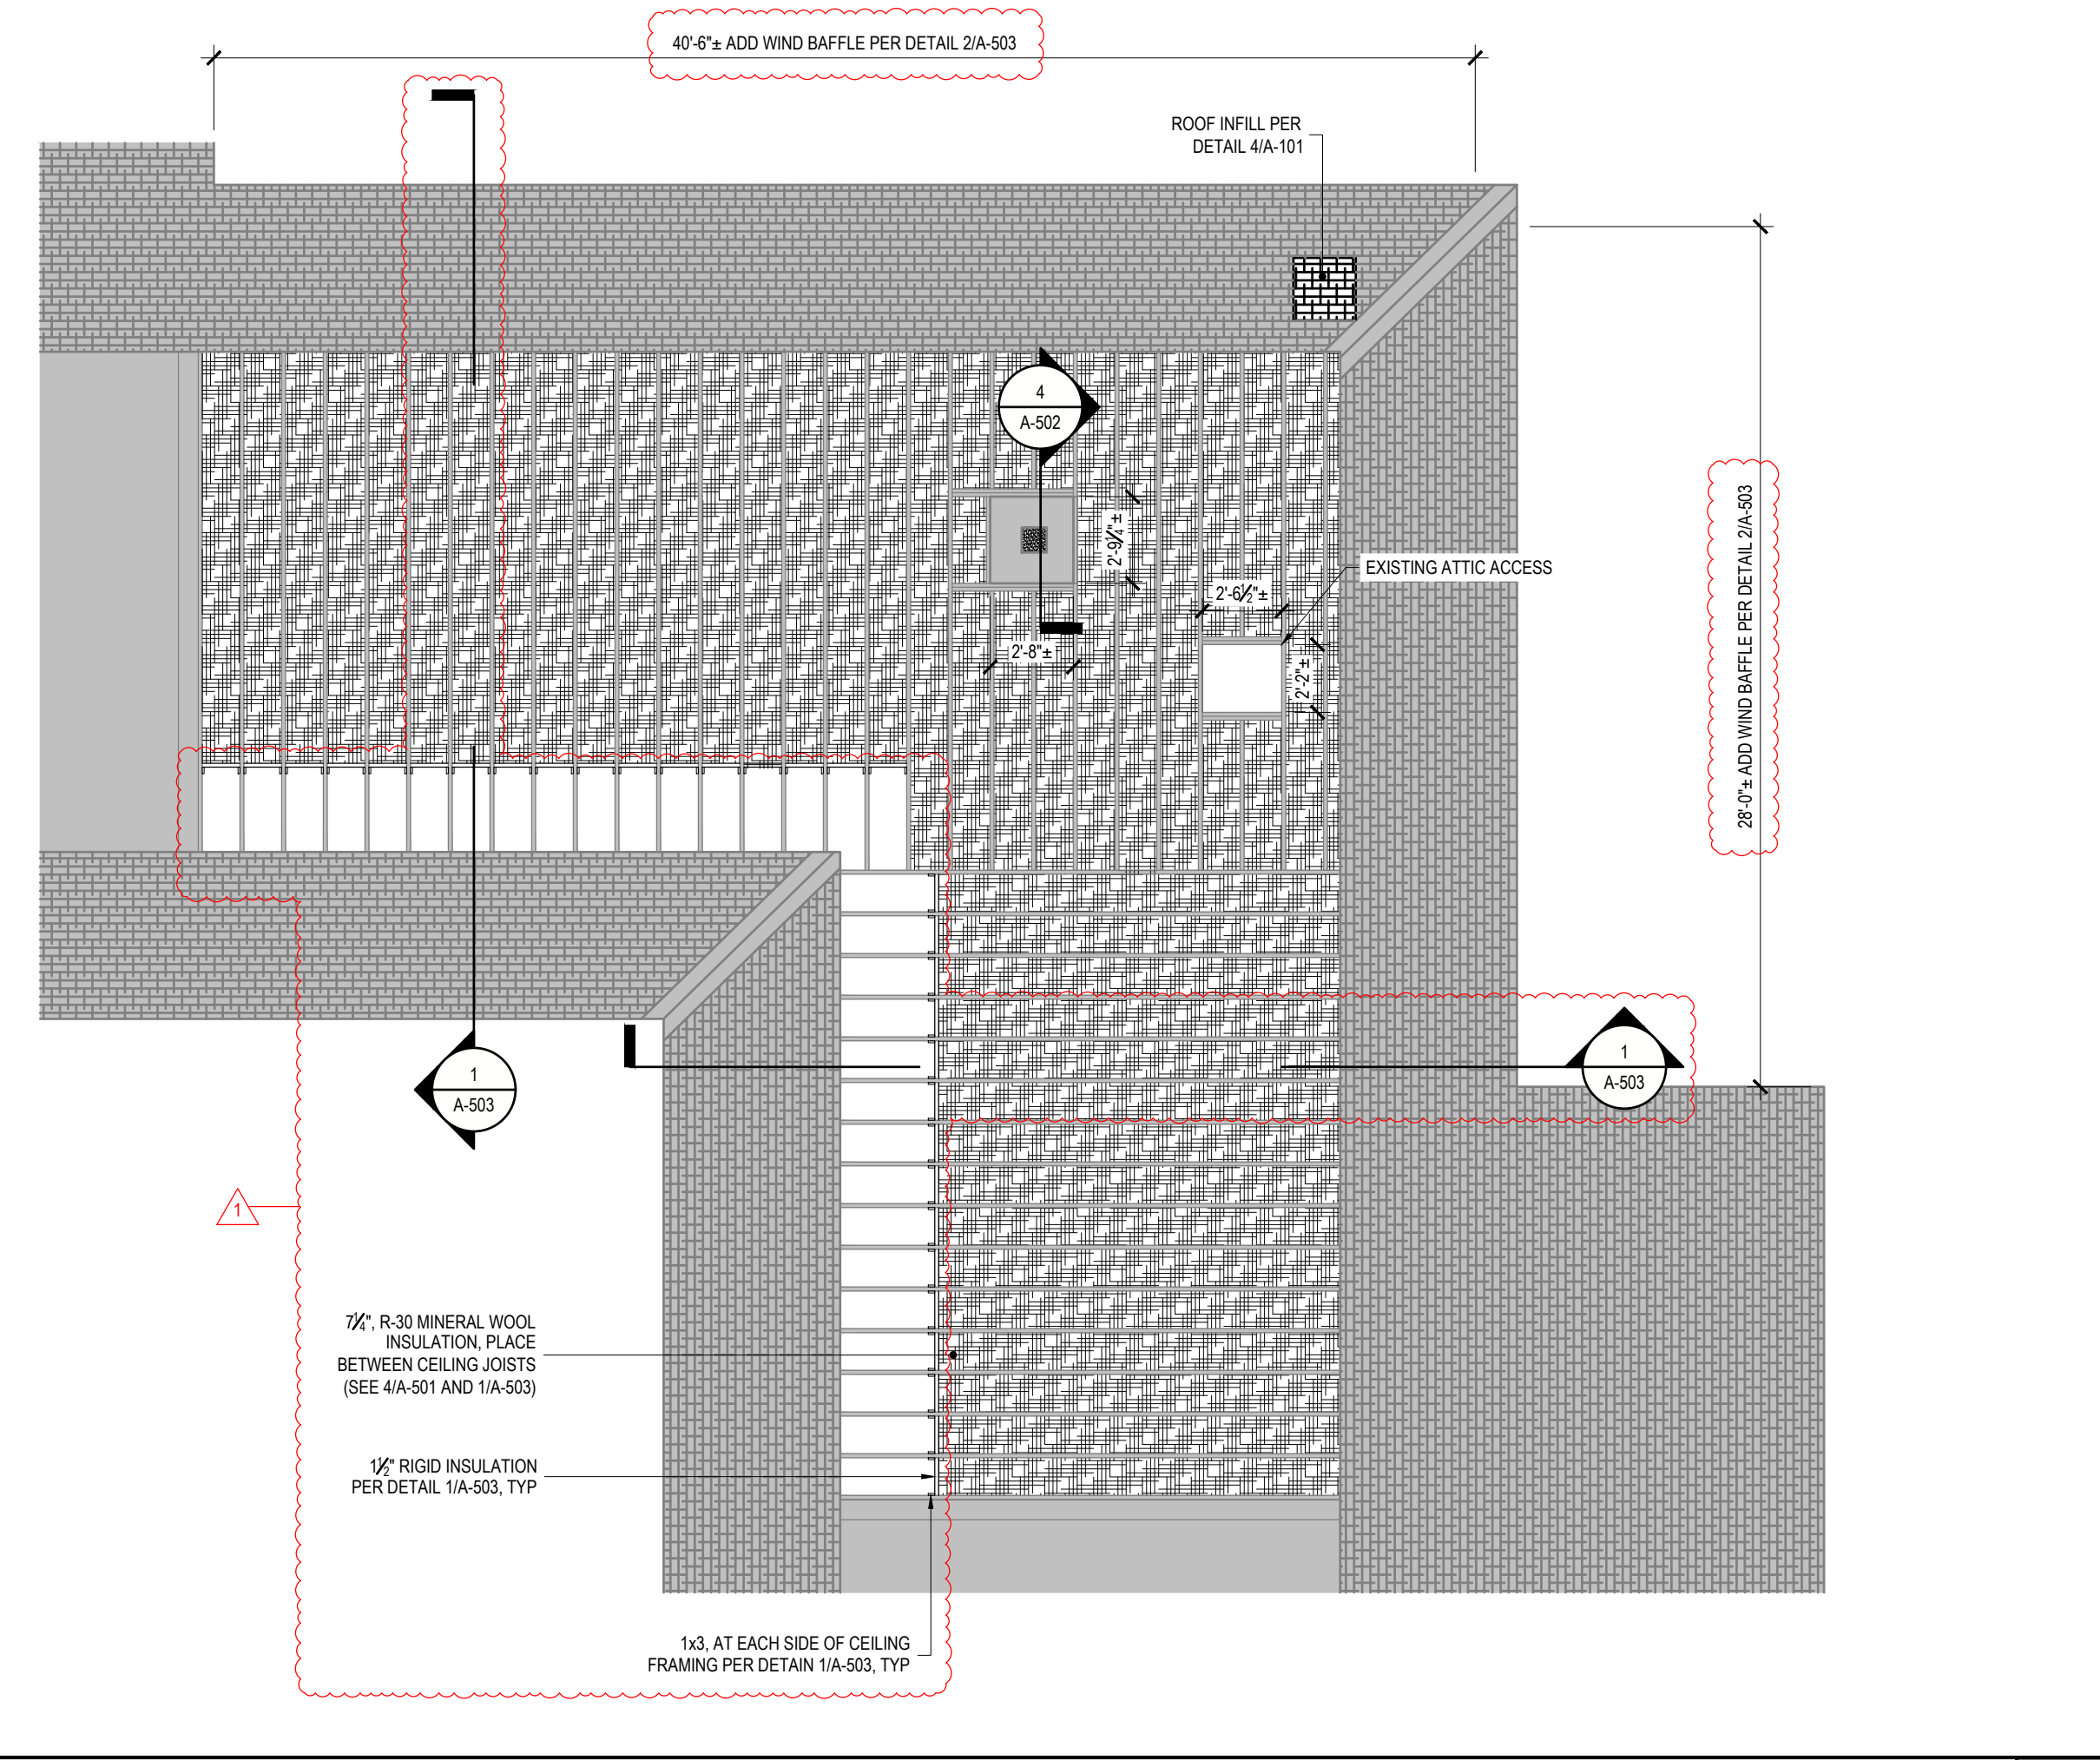 40'-6"± ADD WIND BAFFLE PER DETAIL 2/A-503
ROOF INFILL PER
DETAIL 4/A-101
4
A-502
2'-9¼"±
EXISTING ATTIC ACCESS
2'-6½"±
2'-8"±
2'-2"±
28'-0"± ADD WIND BAFFLE PER DETAIL 2/A-503
1
A-503
1
A-503
1
7¼", R-30 MINERAL WOOL
INSULATION, PLACE
BETWEEN CEILING JOISTS
(SEE 4/A-501 AND 1/A-503)
1½" RIGID INSULATION
PER DETAIL 1/A-503, TYP
1x3, AT EACH SIDE OF CEILING
FRAMING PER DETAIN 1/A-503, TYP